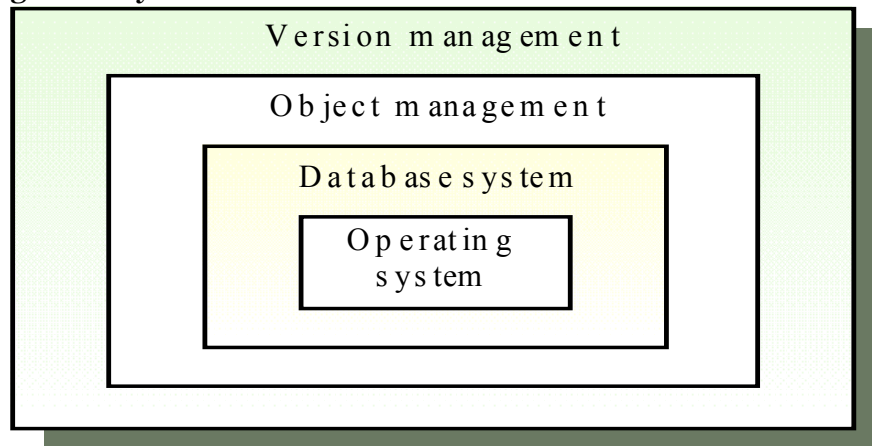 Version management
Object management
Database system
Operating
system